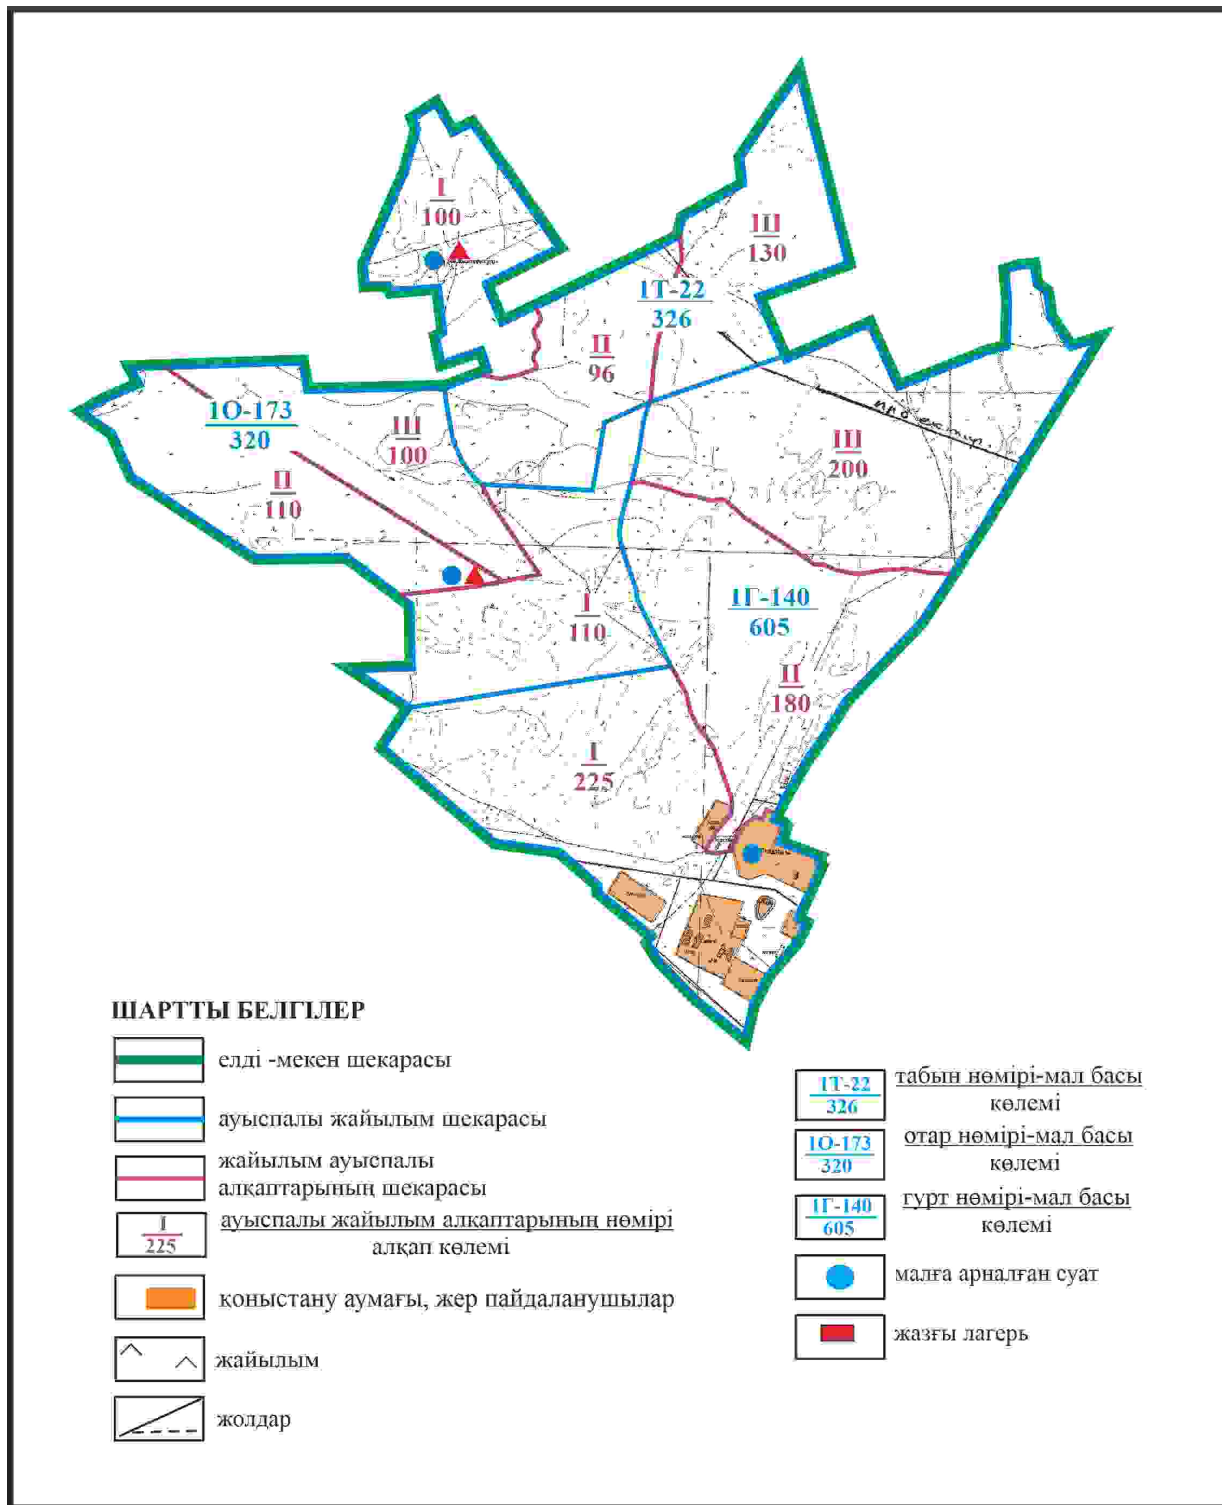 I
100
III
130
1Т-22
326
II
96
1О-173
320
III
100
III
200
II
110
1Г-140
605
I
110
II
180
I
225
ШАРТТЫ БЕЛГІЛЕР
елді -мекен шекарасы
ауыспалы жайылым шекарасы
жайылым ауыспалы
алқаптарының шекарасы
I
225
ауыспалы жайылым алқаптарының нөмірі
алқап көлемі
қоныстану аумағы, жер пайдаланушылар
жайылым
жолдар
1Т-22
326
табын нөмірі-мал басы
көлемі
1О-173
320
отар нөмірі-мал басы
көлемі
1Г-140
605
гурт нөмірі-мал басы
көлемі
малға арналған суат
жазғы лагерь